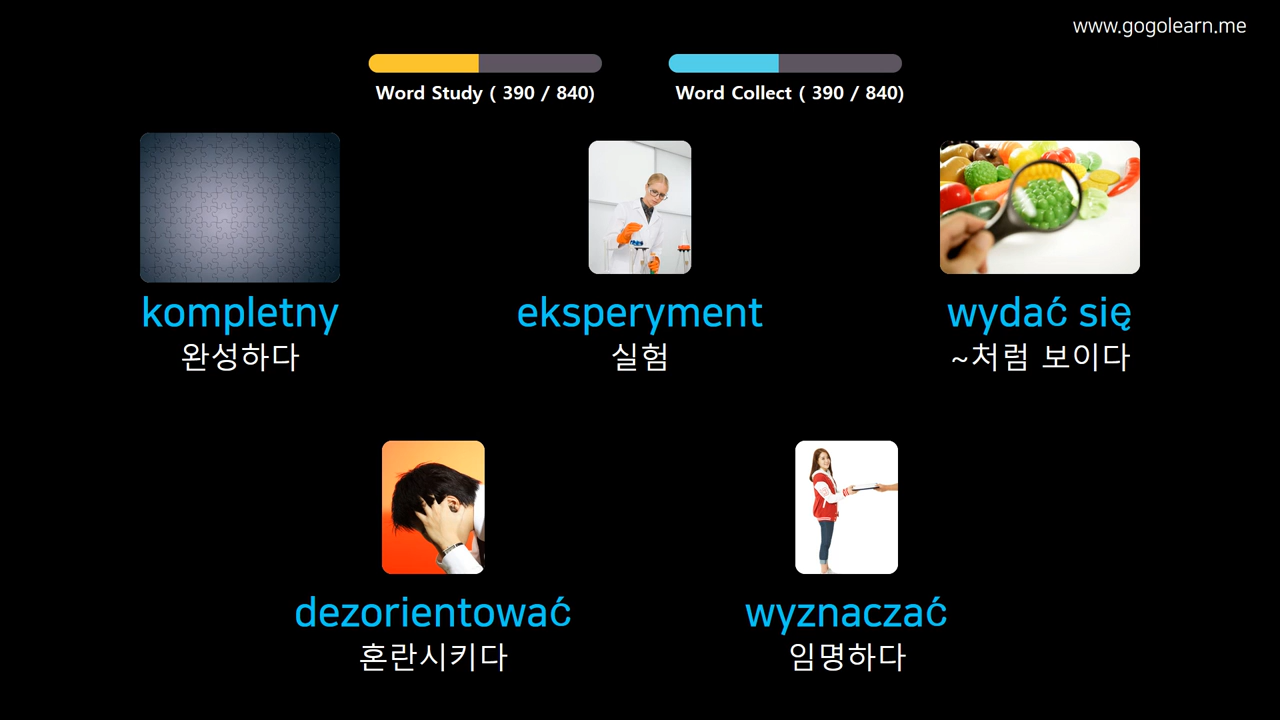 www.gogolearn.me
Word Study ( 390 / 840)
Word Collect ( 390 / 840)
kompletny
완성하다
eksperyment
실험
wydać się
~처럼 보이다
dezorientować
혼란시키다
wyznaczać
임명하다